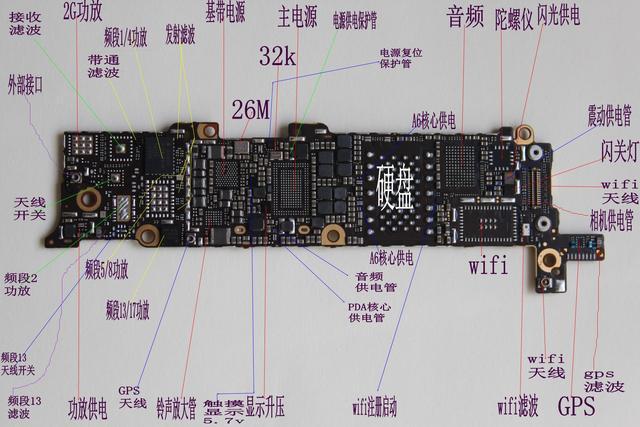 接收
滤波
2G功放
频段1/4功放
发射滤波
基带电源
主电源
电源供电保护管
音频
陀螺仪
闪光供电
带通
滤波
32k
电源复位
保护管
外部接口
26M
A6核心供电
震动供电管
闪关灯
硬盘
天线
开关
wifi
天线
相机供电管
频段2
功放
频段5/8功放
A6核心供电
wifi
音频
供电管
频段13/17功放
PDA核心
供电管
频段13
天线开关
wifi
天线
gps
滤波
频段13
滤波
功放供电
GPS
天线
铃声放大管
触摸
显示
5.7v
显示升压
wifi注册启动
wifi滤波
GPS